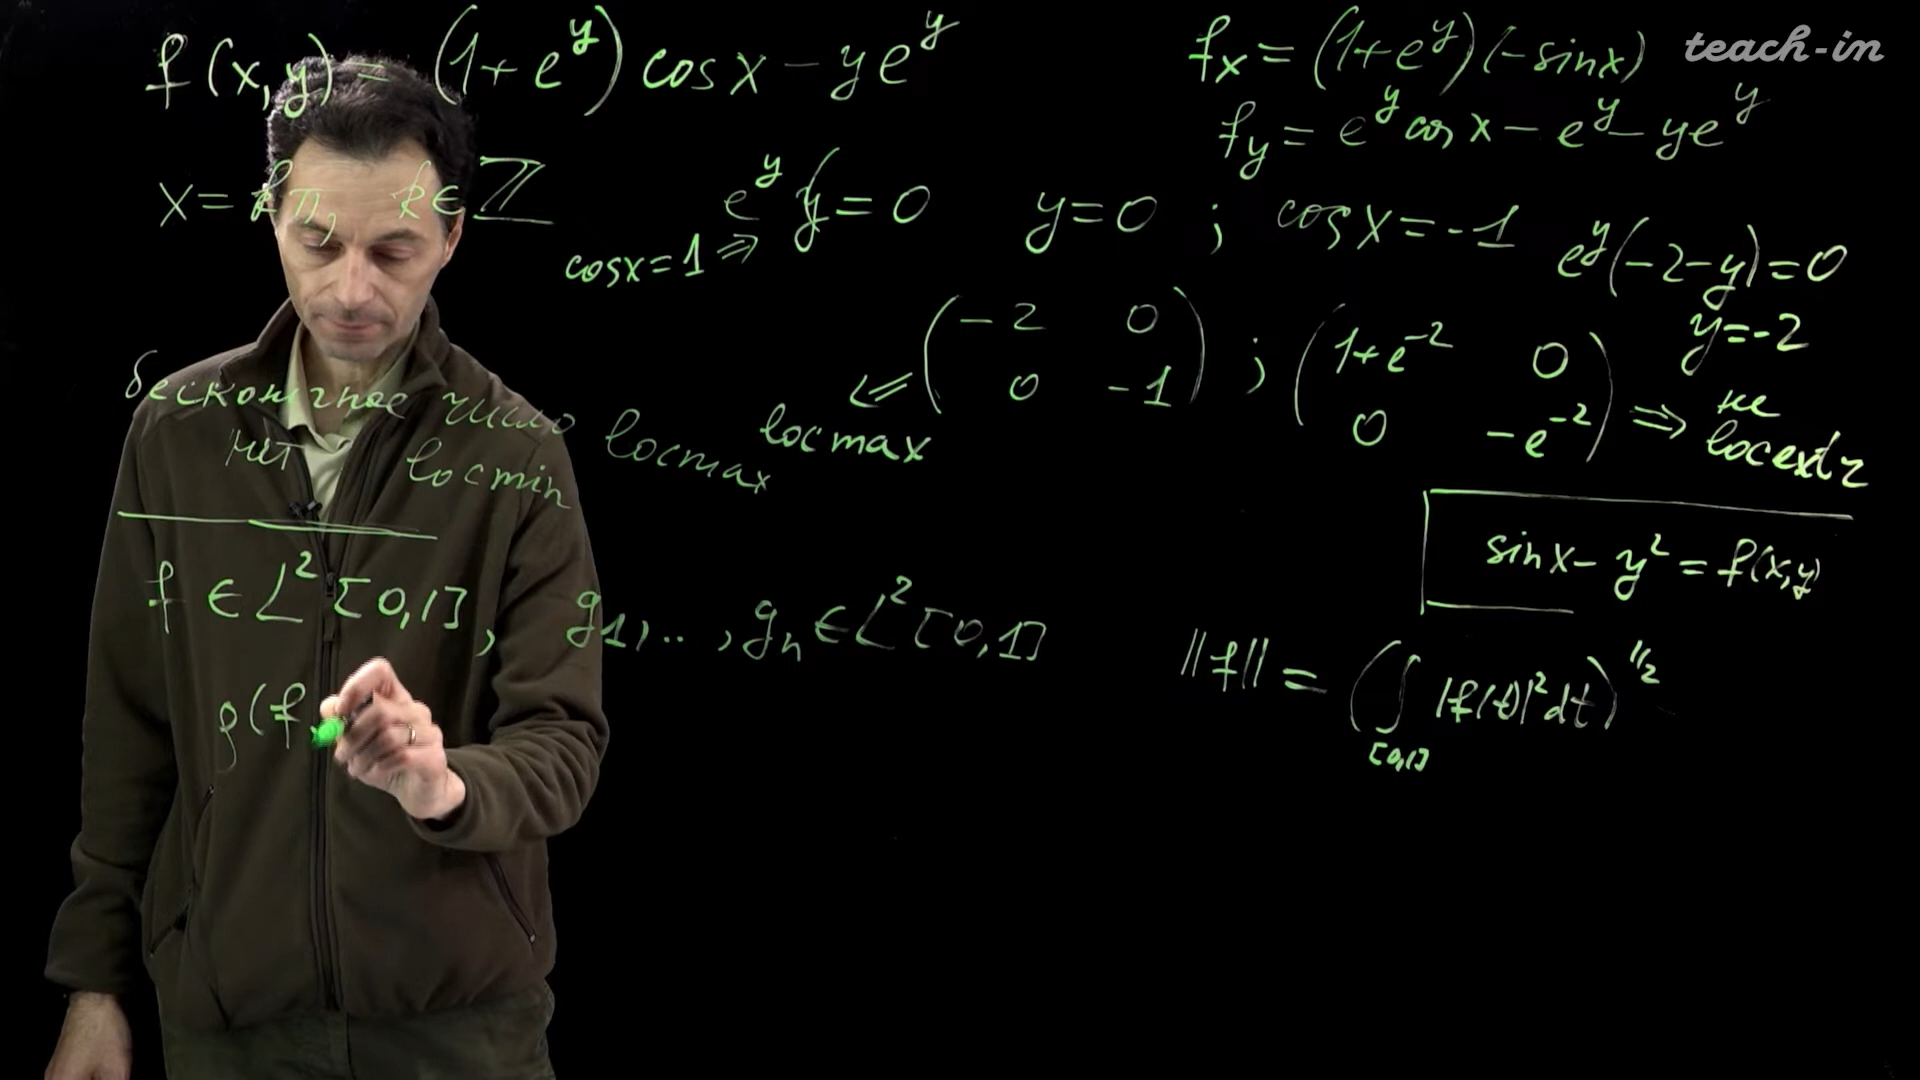 f(x,y) = (1+e^y) cos x − ye^y
f_x = (1+e^y)(−sin x)
teach-in
f_y = e^y cos x − e^y − ye^y
x = kπ, k ∈ ℤ
cos x = 1 ⇒ e^y y = 0
y = 0 ; cos x = −1
e^y(−2−y) = 0
y = −2
(−2 0
0 −1)
;
(1+e^−2 0
0 −e^−2)
⇒ не
locextr
⇐
locmax
бесконечное число locmax
нет locmin
sin x − y² = f(x,y)
f ∈ L²[0,1], g₁, .., gₙ ∈ L²[0,1]
||f|| = (∫ |f(t)|² dt)^1/2
[0,1]
ρ(f,